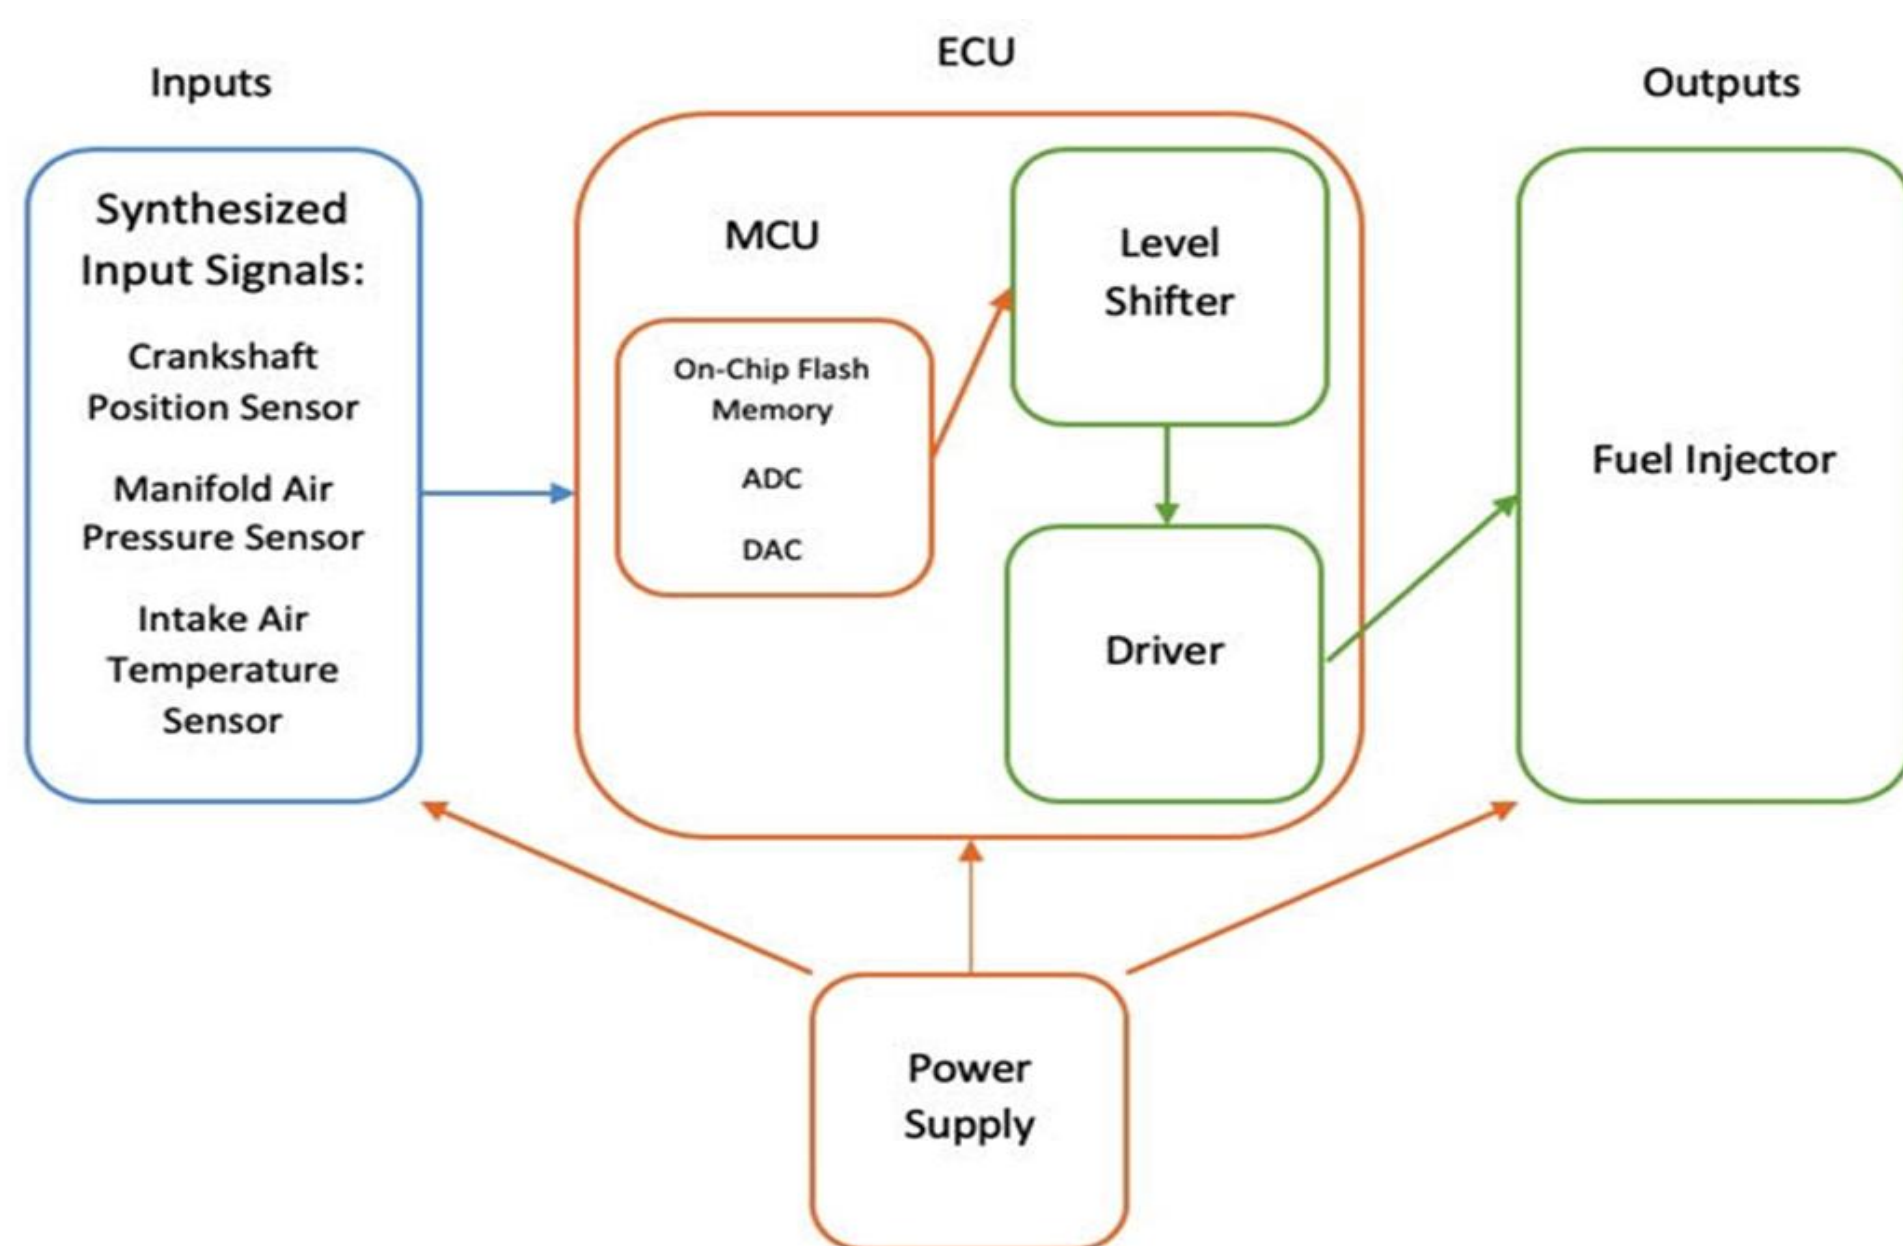 Inputs
Synthesized
Input Signals:
Crankshaft
Position Sensor
Manifold Air
Pressure Sensor
Intake Air
Temperature
Sensor
ECU
MCU
On-Chip Flash
Memory
ADC
DAC
Level
Shifter
Driver
Outputs
Fuel Injector
Power
Supply